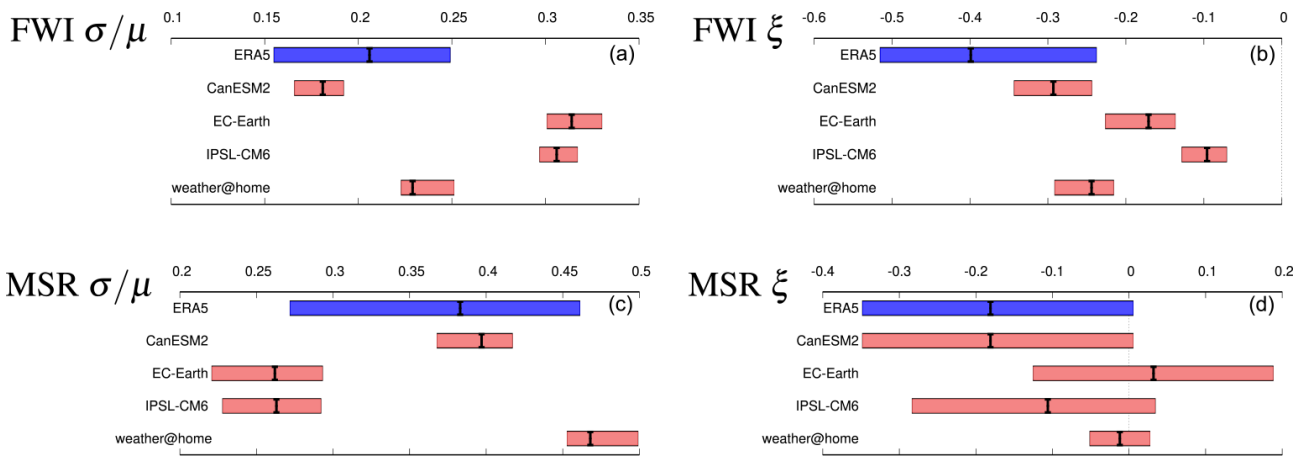 FWI σ/μ
0.1 0.15 0.2 0.25 0.3 0.35
(a)
ERA5
CanESM2
EC-Earth
IPSL-CM6
weather@home
FWI ξ
-0.6 -0.5 -0.4 -0.3 -0.2 -0.1 0
(b)
ERA5
CanESM2
EC-Earth
IPSL-CM6
weather@home
MSR σ/μ
0.2 0.25 0.3 0.35 0.4 0.45 0.5
(c)
ERA5
CanESM2
EC-Earth
IPSL-CM6
weather@home
MSR ξ
-0.4 -0.3 -0.2 -0.1 0 0.1 0.2
(d)
ERA5
CanESM2
EC-Earth
IPSL-CM6
weather@home